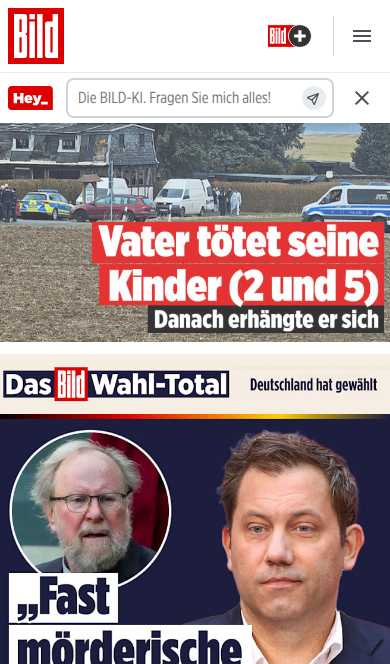 Bild
Bild +
Hey_
Die BILD-KI. Fragen Sie mich alles!
Vater tötet seine
Kinder (2 und 5)
Danach erhängte er sich
Das Bild Wahl-Total
Deutschland hat gewählt
„Fast
mörderische